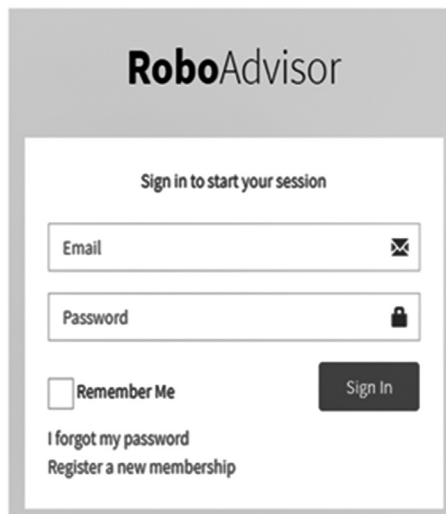 RoboAdvisor
Sign in to start your session
Email
Password
Remember Me
Sign In
I forgot my password
Register a new membership